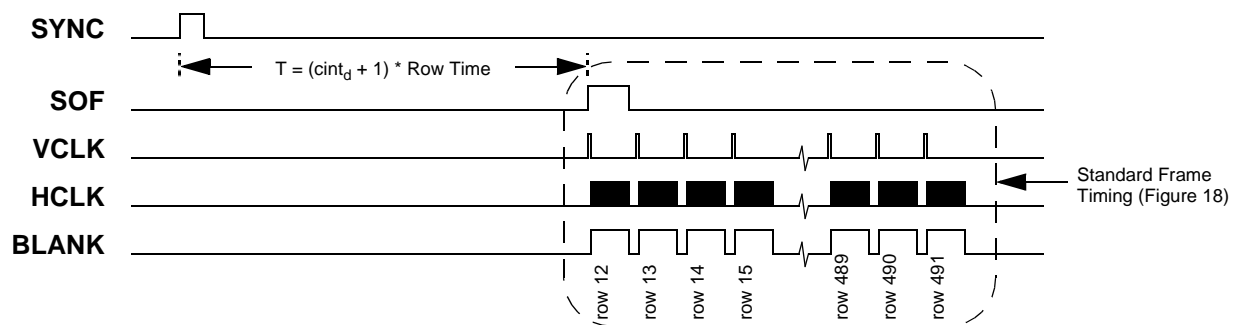 SYNC
T = (cint_d + 1) * Row Time
SOF
VCLK
HCLK
Standard Frame
Timing (Figure 18)
BLANK
row 12
row 13
row 14
row 15
row 489
row 490
row 491